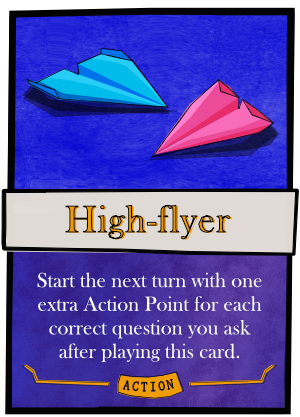 High-flyer
Start the next turn with one
extra Action Point for each
correct question you ask
after playing this card.
ACTION